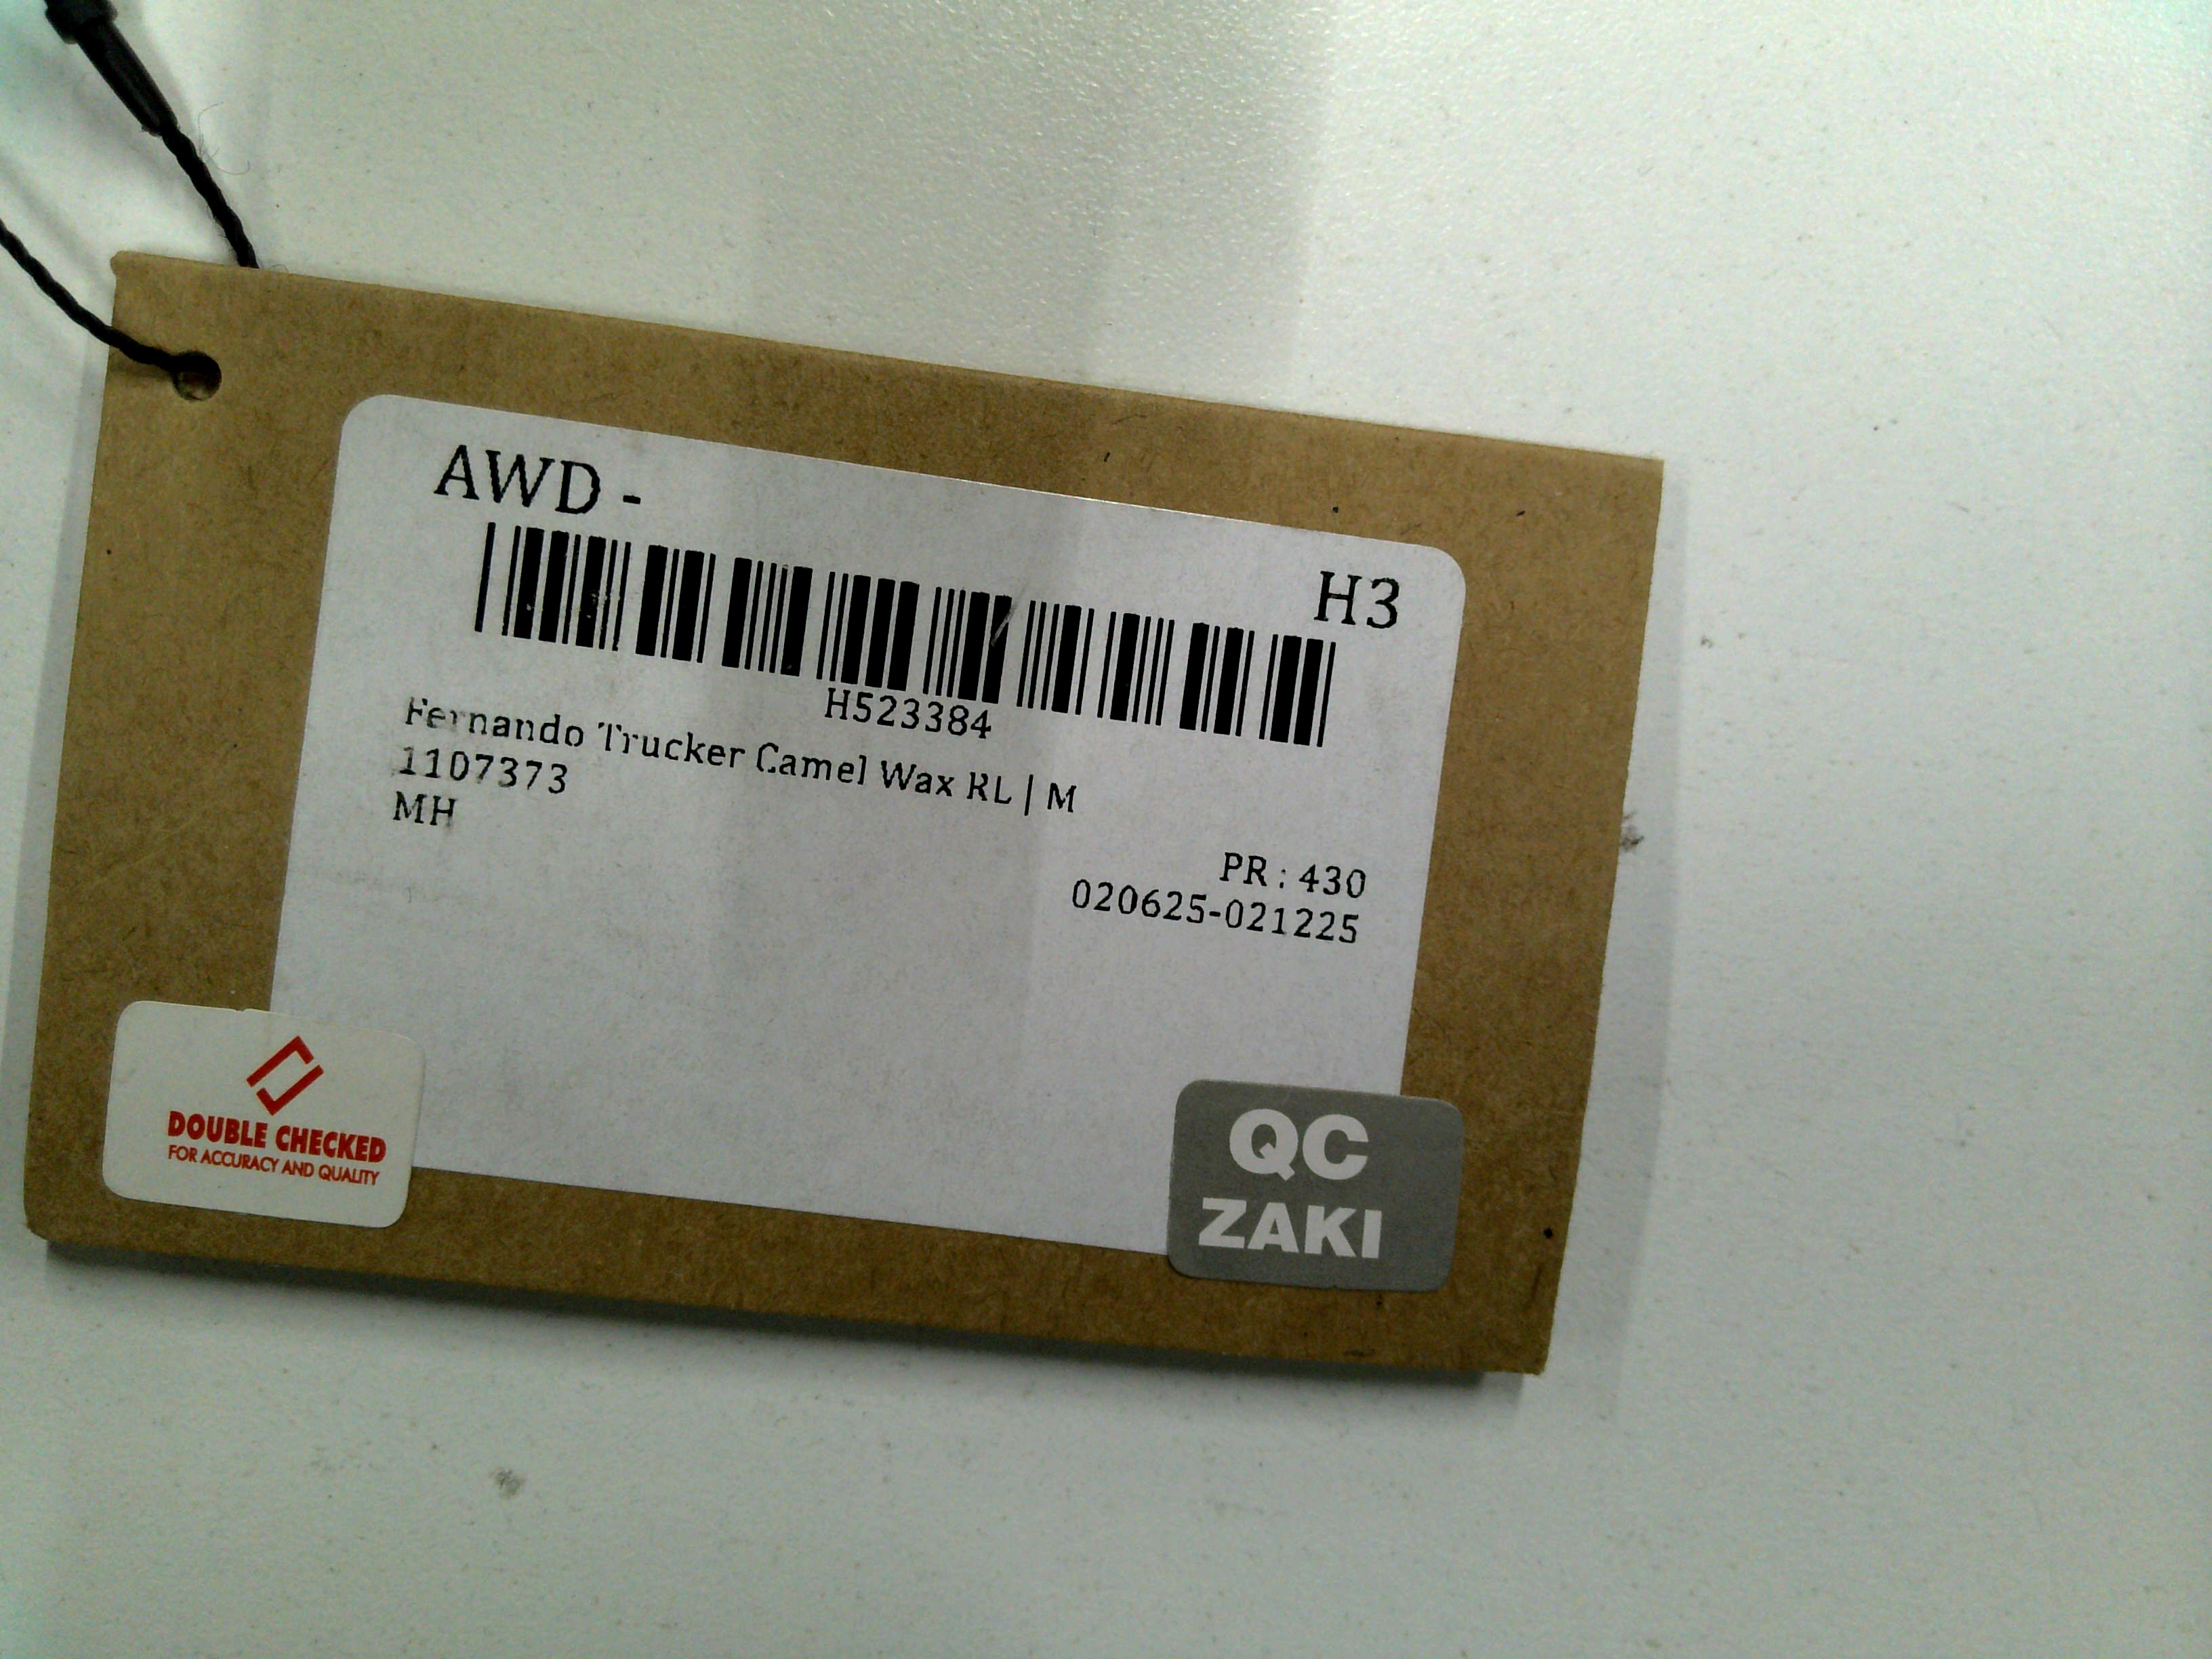 AWD -
H3
H523384
Fernando Trucker Camel Wax RL | M
1107373
MH
PR : 430
020625-021225
DOUBLE CHECKED
FOR ACCURACY AND QUALITY
QC
ZAKI